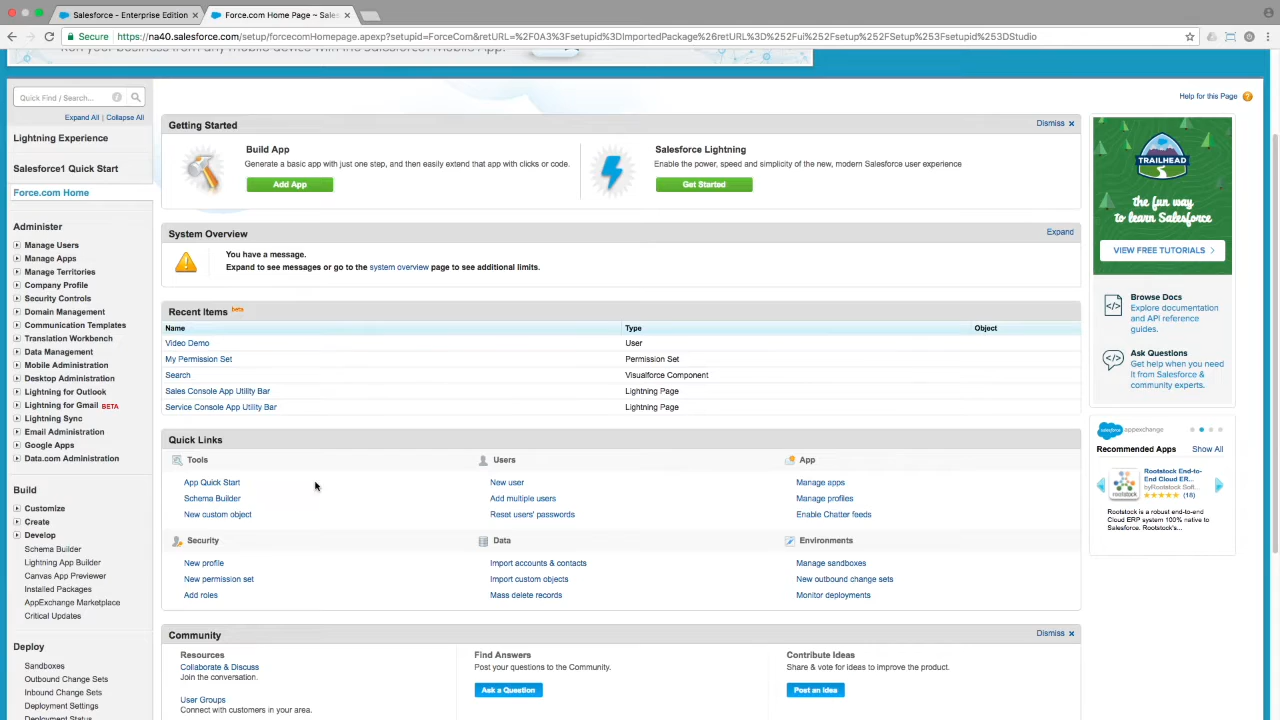 Salesforce - Enterprise Edition ×
Force.com Home Page ~ Sales ×
Secure https://na40.salesforce.com/setup/forcecomHomepage.apexp?setupid=ForceCom&retURL=%2F0A3%3Fsetupid%3DImportedPackage%26retURL%3D%252Fui%252Fsetup%252FSetup%253Fsetupid%253DStudio
Quick Find / Search...
Expand All | Collapse All
Lightning Experience
Salesforce1 Quick Start
Force.com Home
Administer
Manage Users
Manage Apps
Manage Territories
Company Profile
Security Controls
Domain Management
Communication Templates
Translation Workbench
Data Management
Mobile Administration
Desktop Administration
Lightning for Outlook
Lightning for Gmail BETA
Lightning Sync
Email Administration
Google Apps
Data.com Administration
Build
Customize
Create
Develop
Schema Builder
Lightning App Builder
Canvas App Previewer
Installed Packages
AppExchange Marketplace
Critical Updates
Deploy
Sandboxes
Outbound Change Sets
Inbound Change Sets
Deployment Settings
Deployment Status
Help for this Page ?
Getting Started
Dismiss ×
Build App
Generate a basic app with just one step, and then easily extend that app with clicks or code.
Add App
Salesforce Lightning
Enable the power, speed and simplicity of the new, modern Salesforce user experience
Get Started
System Overview
Expand
You have a message.
Expand to see messages or go to the system overview page to see additional limits.
Recent Items beta
Name Type Object
Video Demo User
My Permission Set Permission Set
Search Visualforce Component
Sales Console App Utility Bar Lightning Page
Service Console App Utility Bar Lightning Page
Quick Links
Tools
App Quick Start
Schema Builder
New custom object
Users
New user
Add multiple users
Reset users' passwords
App
Manage apps
Manage profiles
Enable Chatter feeds
Security
New profile
New permission set
Add roles
Data
Import accounts & contacts
Import custom objects
Mass delete records
Environments
Manage sandboxes
New outbound change sets
Monitor deployments
Community
Dismiss ×
Resources
Collaborate & Discuss
Join the conversation.
User Groups
Connect with customers in your area.
Find Answers
Post your questions to the Community.
Ask a Question
Contribute Ideas
Share & vote for ideas to improve the product.
Post an Idea
TRAILHEAD
the fun way
to learn Salesforce
VIEW FREE TUTORIALS >
Browse Docs
Explore documentation
and API reference
guides.
Ask Questions
Get help when you need
it from Salesforce &
community experts.
salesforce appexchange
Recommended Apps Show All
Rootstock End-to-
End Cloud ER...
byRootstock Soft...
(18)
rootstock
Rootstock is a robust end-to-end
Cloud ERP system 100% native to
Salesforce. Rootstock's...